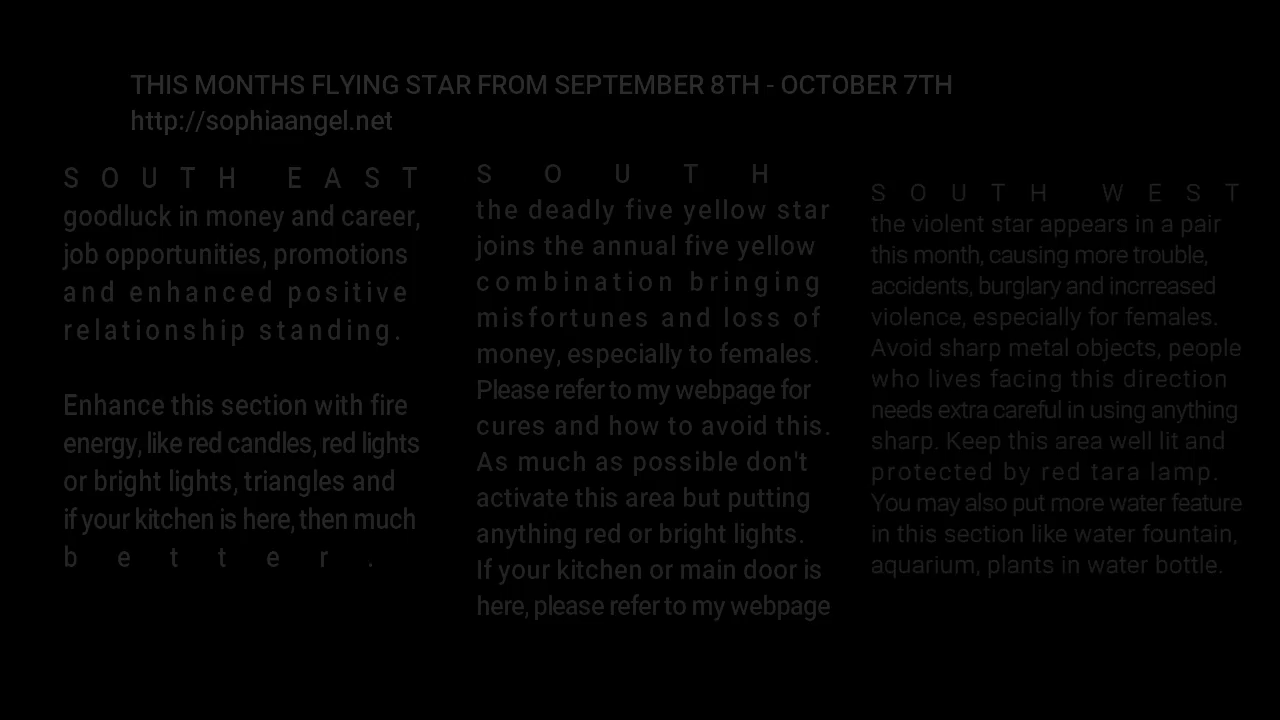 THIS MONTHS FLYING STAR FROM SEPTEMBER 8TH - OCTOBER 7TH
http://sophiaangel.net
SOUTH EAST
goodluck in money and career,
job opportunities, promotions
and enhanced positive
relationship standing.
Enhance this section with fire
energy, like red candles, red lights
or bright lights, triangles and
if your kitchen is here, then much
better.
SOUTH
the deadly five yellow star
joins the annual five yellow
combination bringing
misfortunes and loss of
money, especially to females.
Please refer to my webpage for
cures and how to avoid this.
As much as possible don't
activate this area but putting
anything red or bright lights.
If your kitchen or main door is
here, please refer to my webpage
SOUTH WEST
the violent star appears in a pair
this month, causing more trouble,
accidents, burglary and incrreased
violence, especially for females.
Avoid sharp metal objects, people
who lives facing this direction
needs extra careful in using anything
sharp. Keep this area well lit and
protected by red tara lamp.
You may also put more water feature
in this section like water fountain,
aquarium, plants in water bottle.